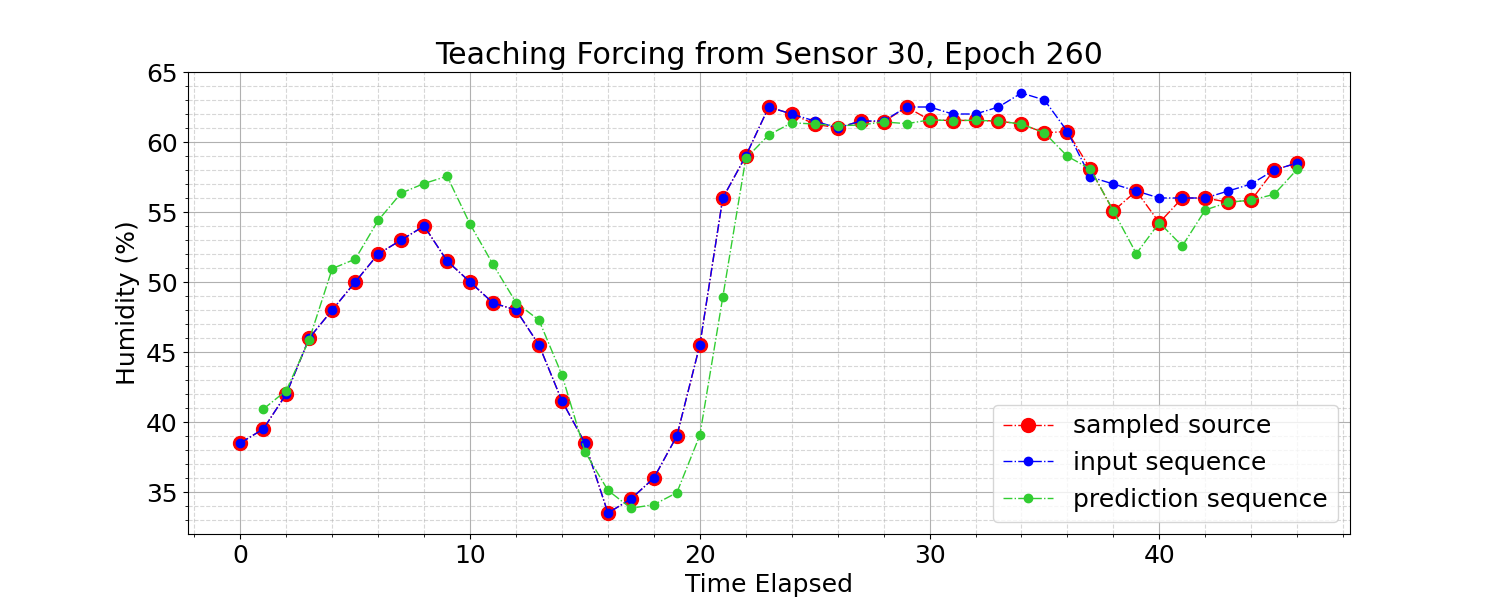 Teaching Forcing from Sensor 30, Epoch 260
Humidity (%)
65
60
55
50
45
40
35
0 10 20 30 40
Time Elapsed
sampled source
input sequence
prediction sequence